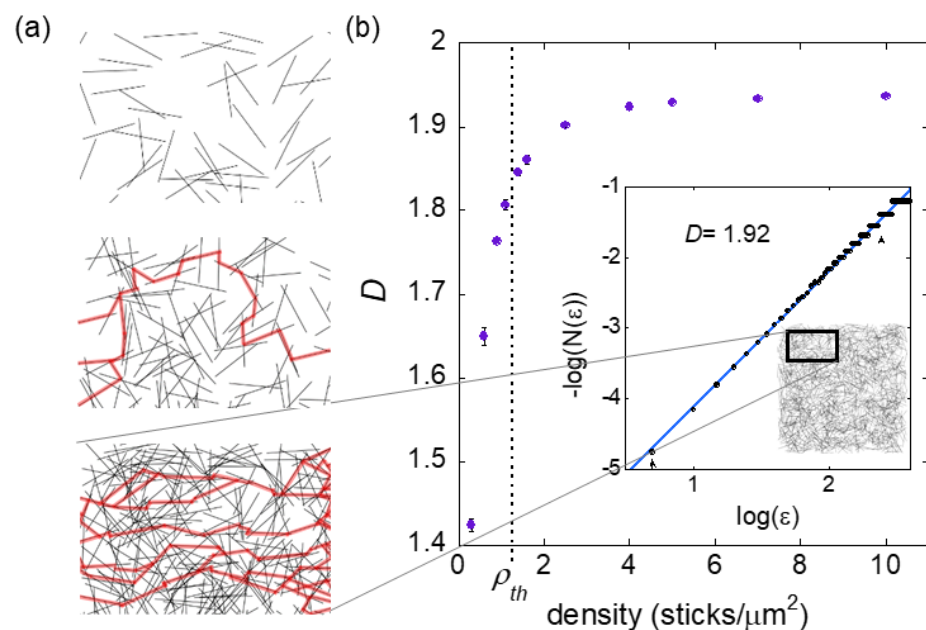 (a)
(b)
2
1.9
1.8
1.7
1.6
1.5
1.4
D
0
ρth
2
4
6
8
10
density (sticks/μm²)
D= 1.92
-1
-2
-3
-4
-5
-log(N(ε))
1
2
log(ε)